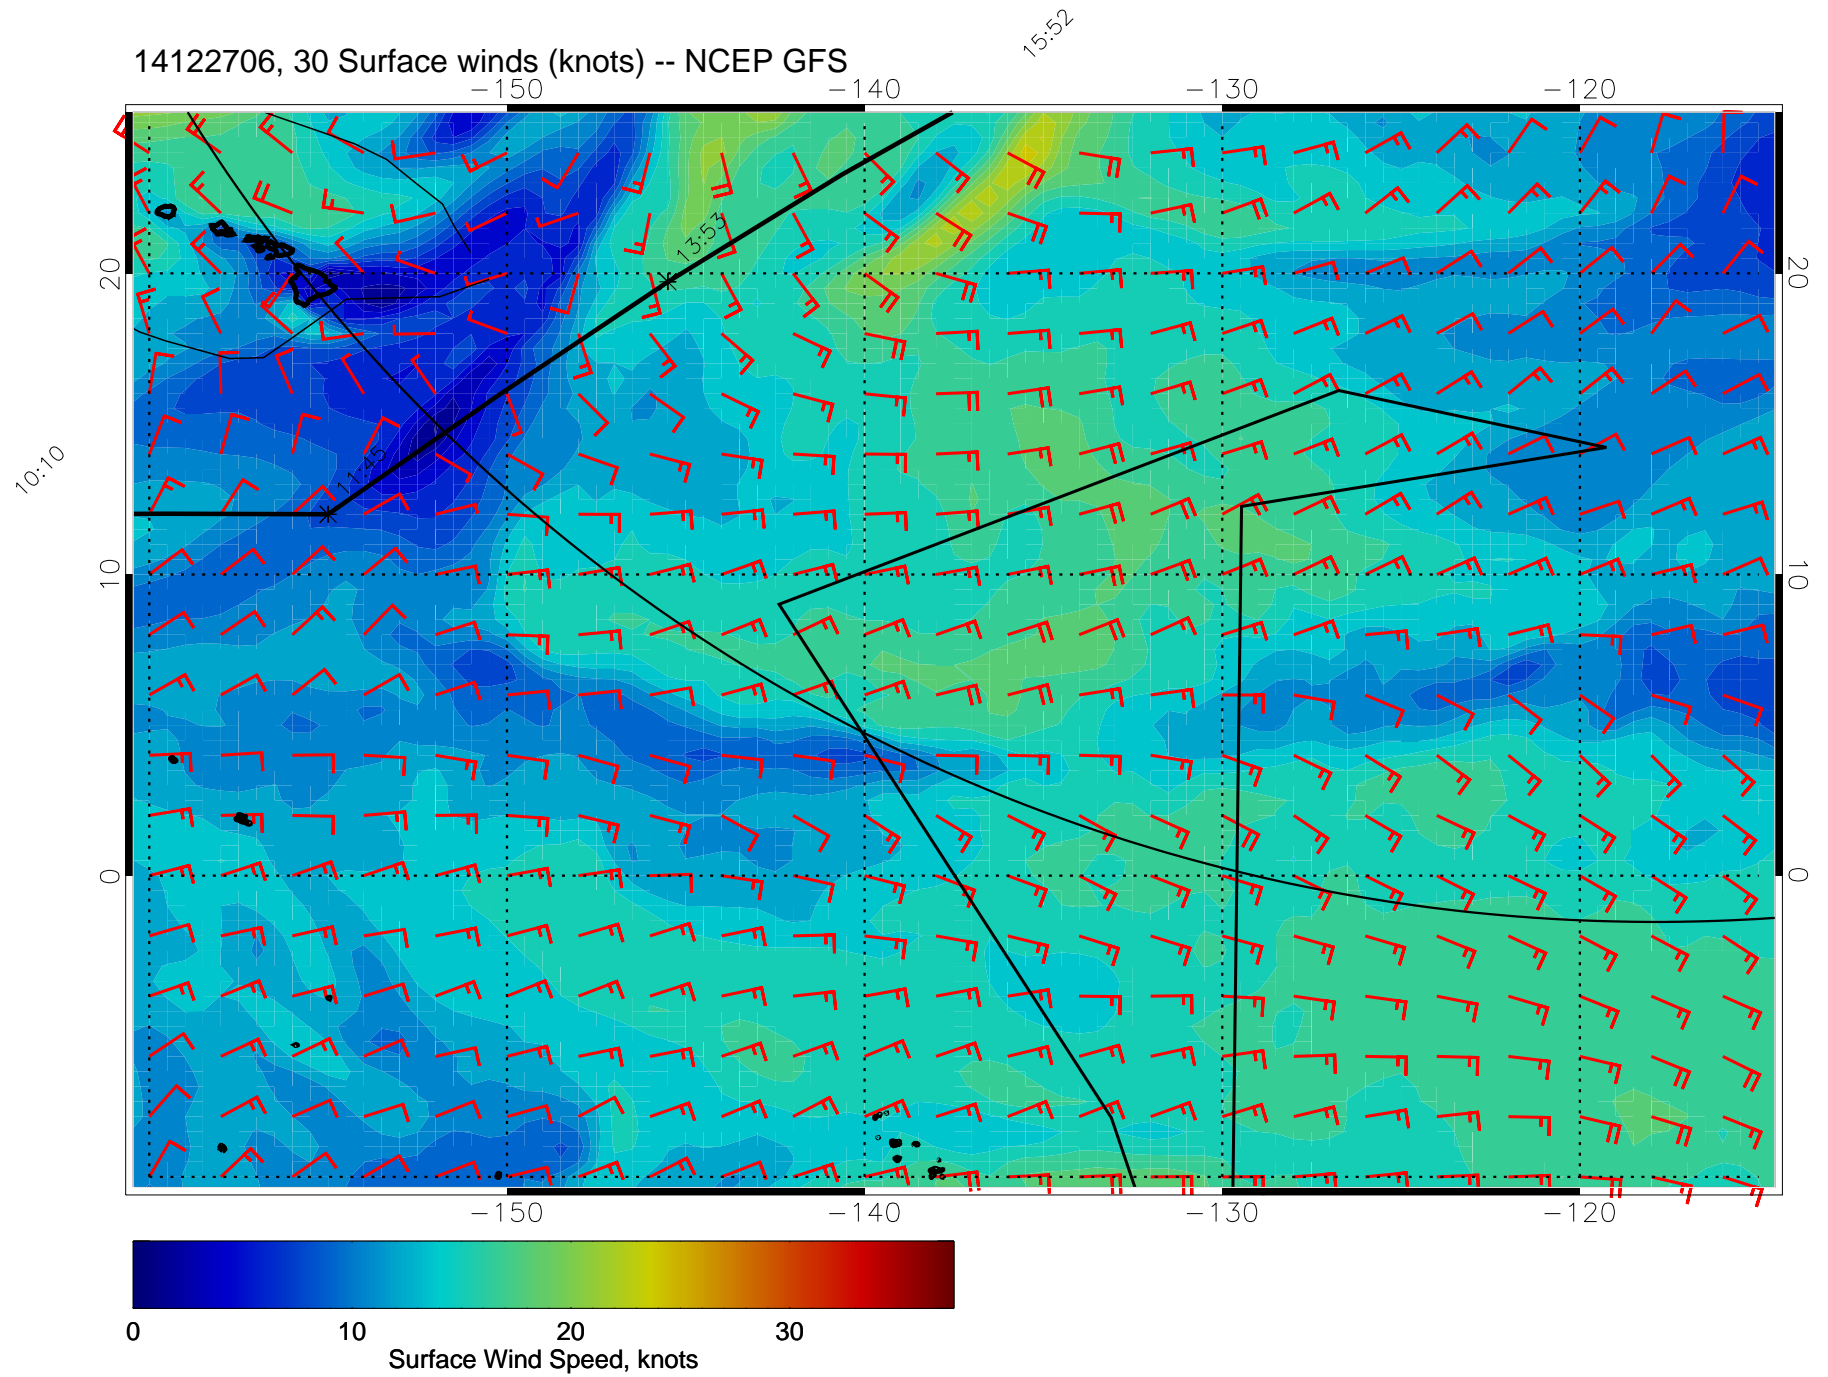 15:52
14122706, 30 Surface winds (knots) -- NCEP GFS
-150 -140 -130 -120
13:53
20 20
11:45
10:10
10 10
0 0
-150 -140 -130 -120
0 10 20 30
Surface Wind Speed, knots